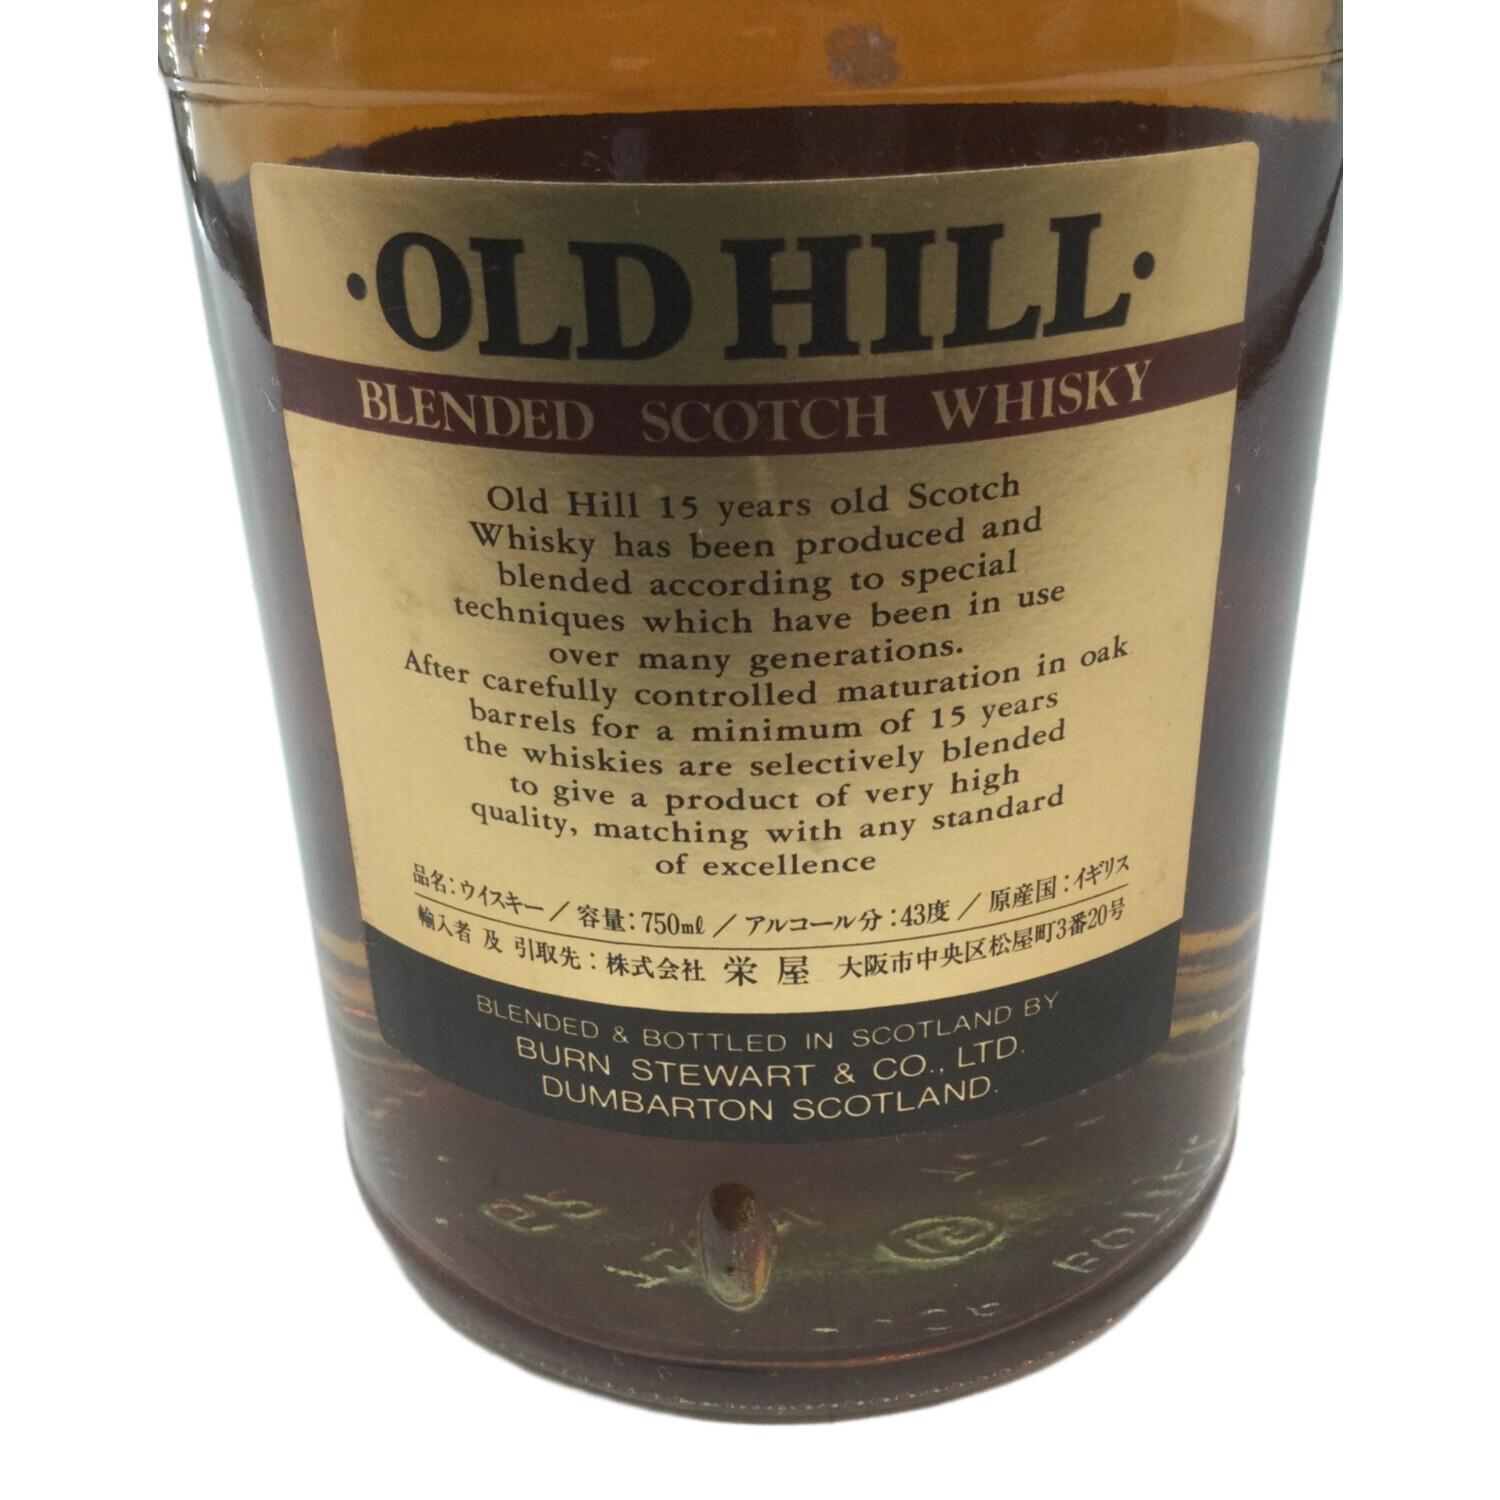 ·OLD HILL·
BLENDED SCOTCH WHISKY
Old Hill 15 years old Scotch
Whisky has been produced and
blended according to special
techniques which have been in use
over many generations.
After carefully controlled maturation in oak
barrels for a minimum of 15 years
the whiskies are selectively blended
to give a product of very high
quality, matching with any standard
of excellence
品名:ウイスキー/容量:750mℓ/アルコール分:43度/原産国:イギリス
輸入者 及 引取先:株式会社 栄屋 大阪市中央区松屋町3番20号
BLENDED & BOTTLED IN SCOTLAND BY
BURN STEWART & CO., LTD.
DUMBARTON SCOTLAND.